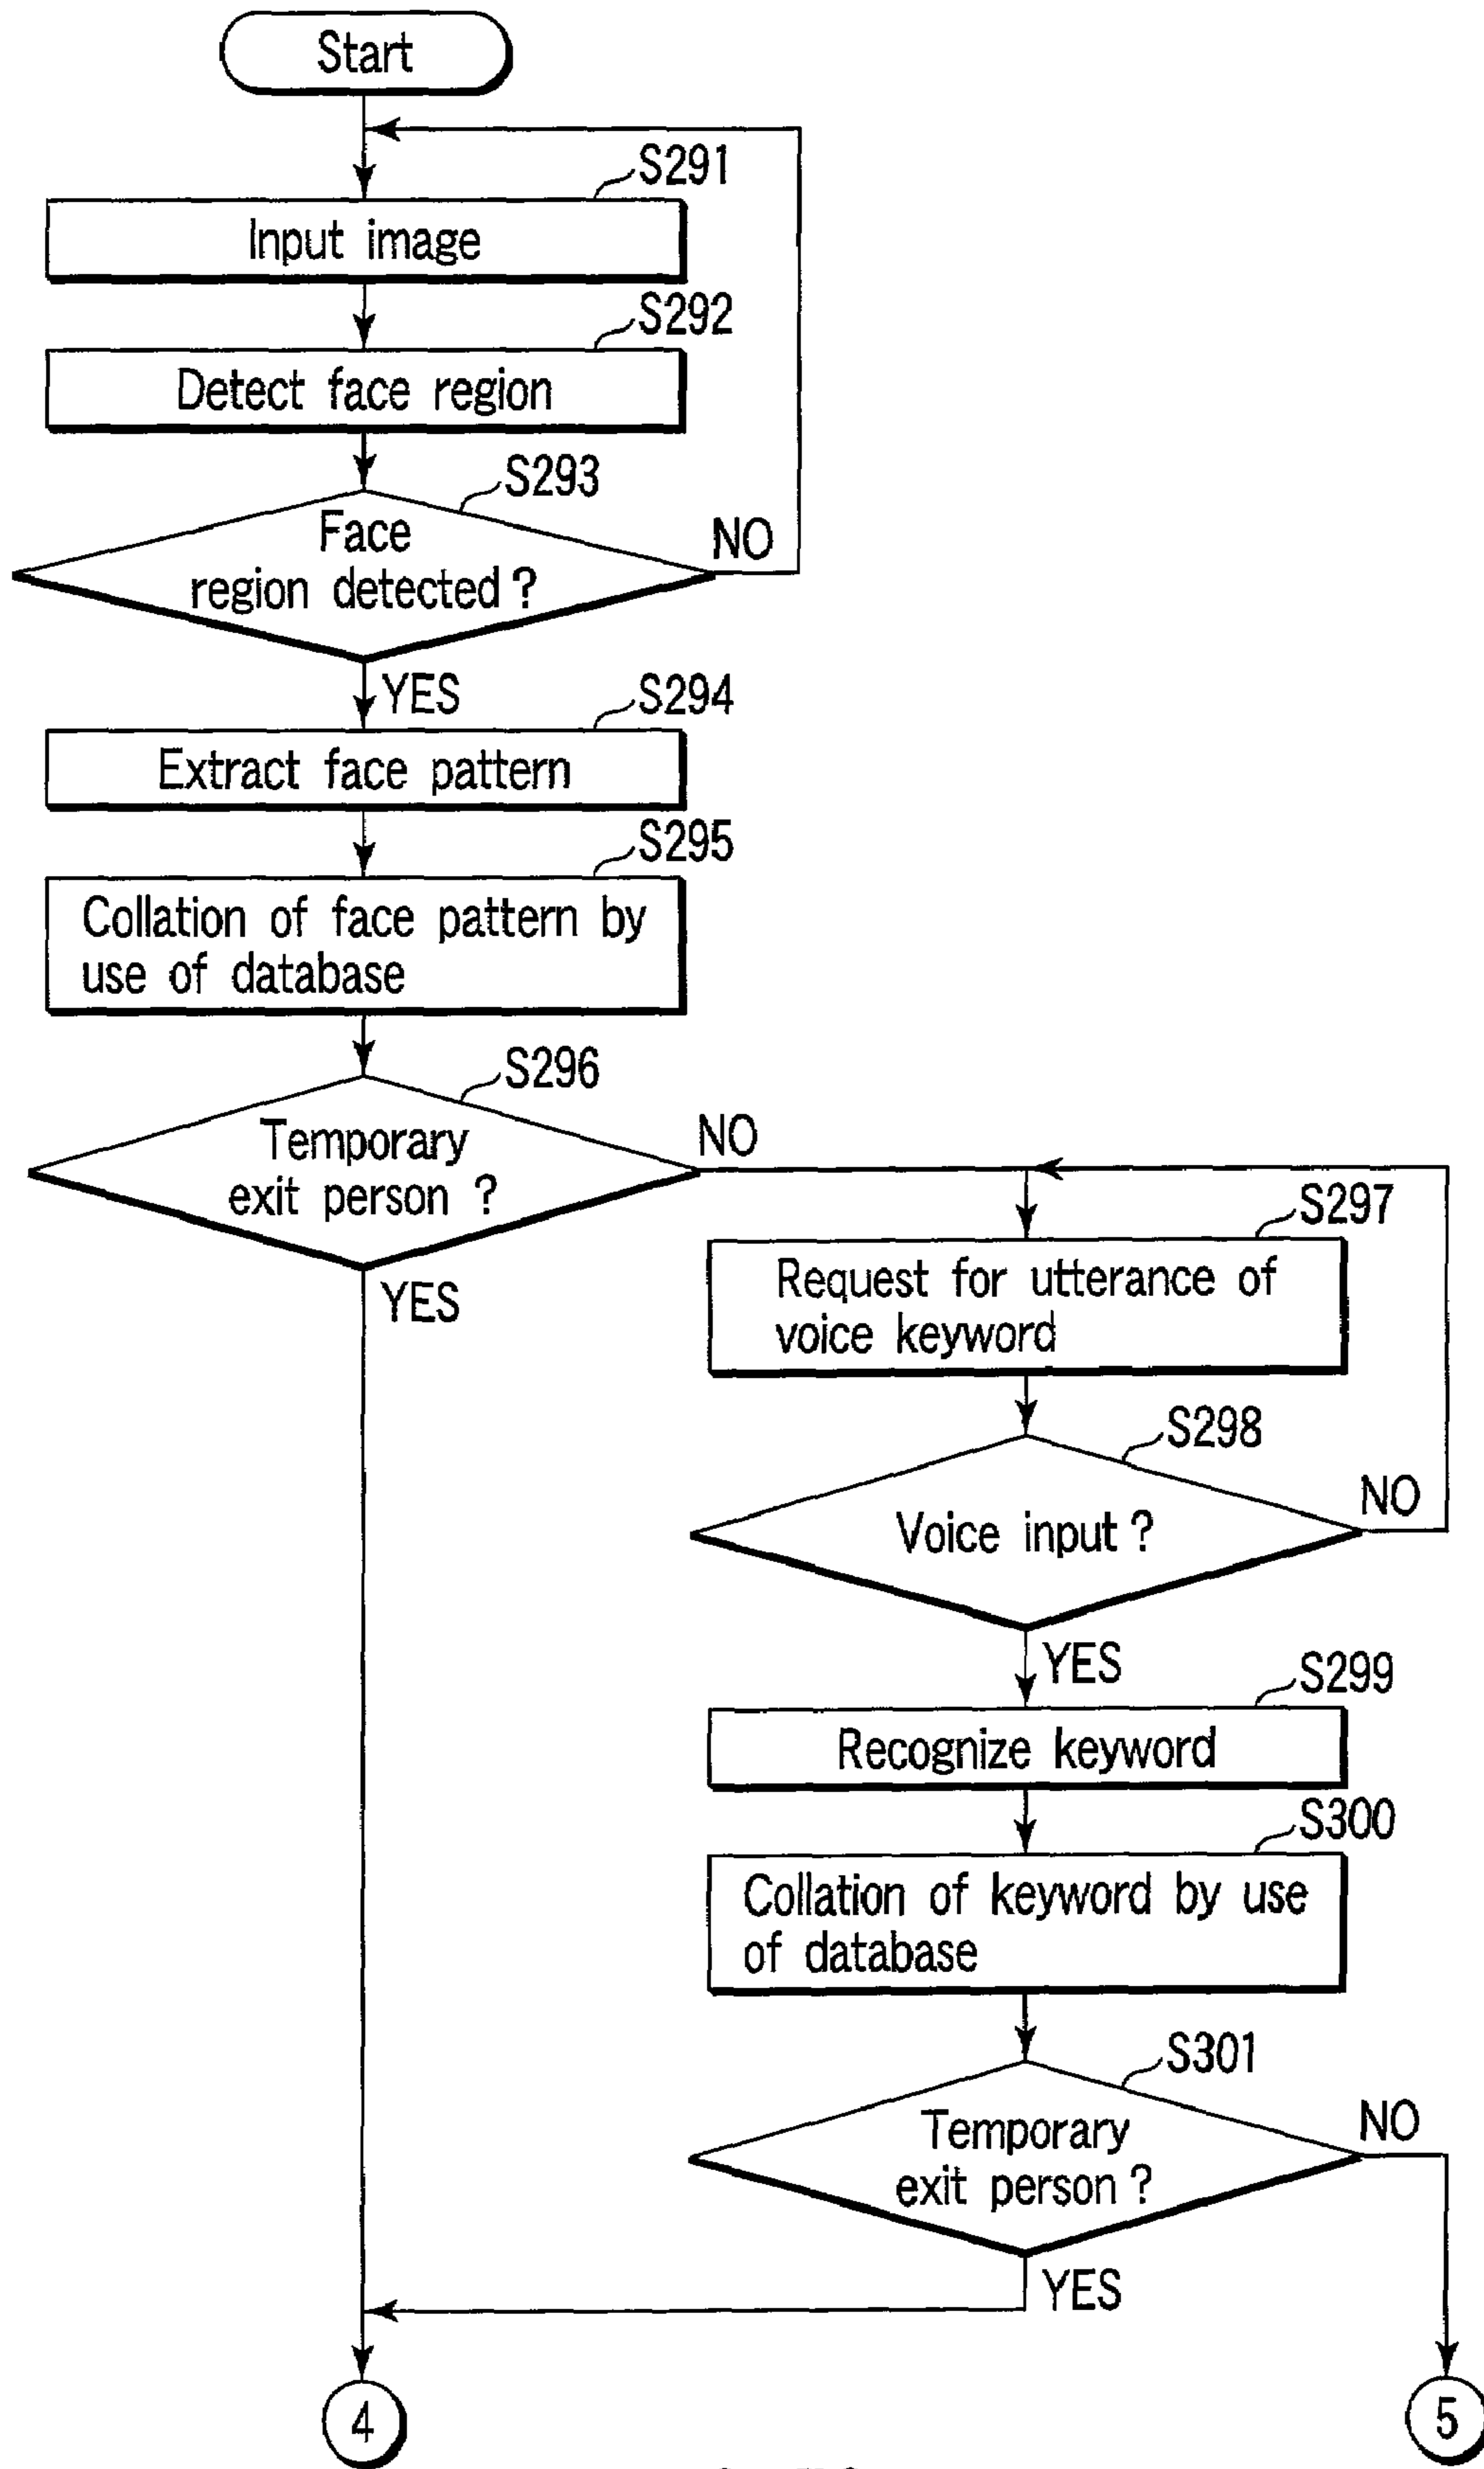 Start
S291
Input image
S292
Detect face region
S293
Face
region detected?
NO
YES
S294
Extract face pattern
S295
Collation of face pattern by
use of database
S296
Temporary
exit person ?
NO
YES
S297
Request for utterance of
voice keyword
S298
Voice input?
NO
YES
S299
Recognize keyword
S300
Collation of keyword by use
of database
S301
Temporary
exit person?
NO
YES
4
5